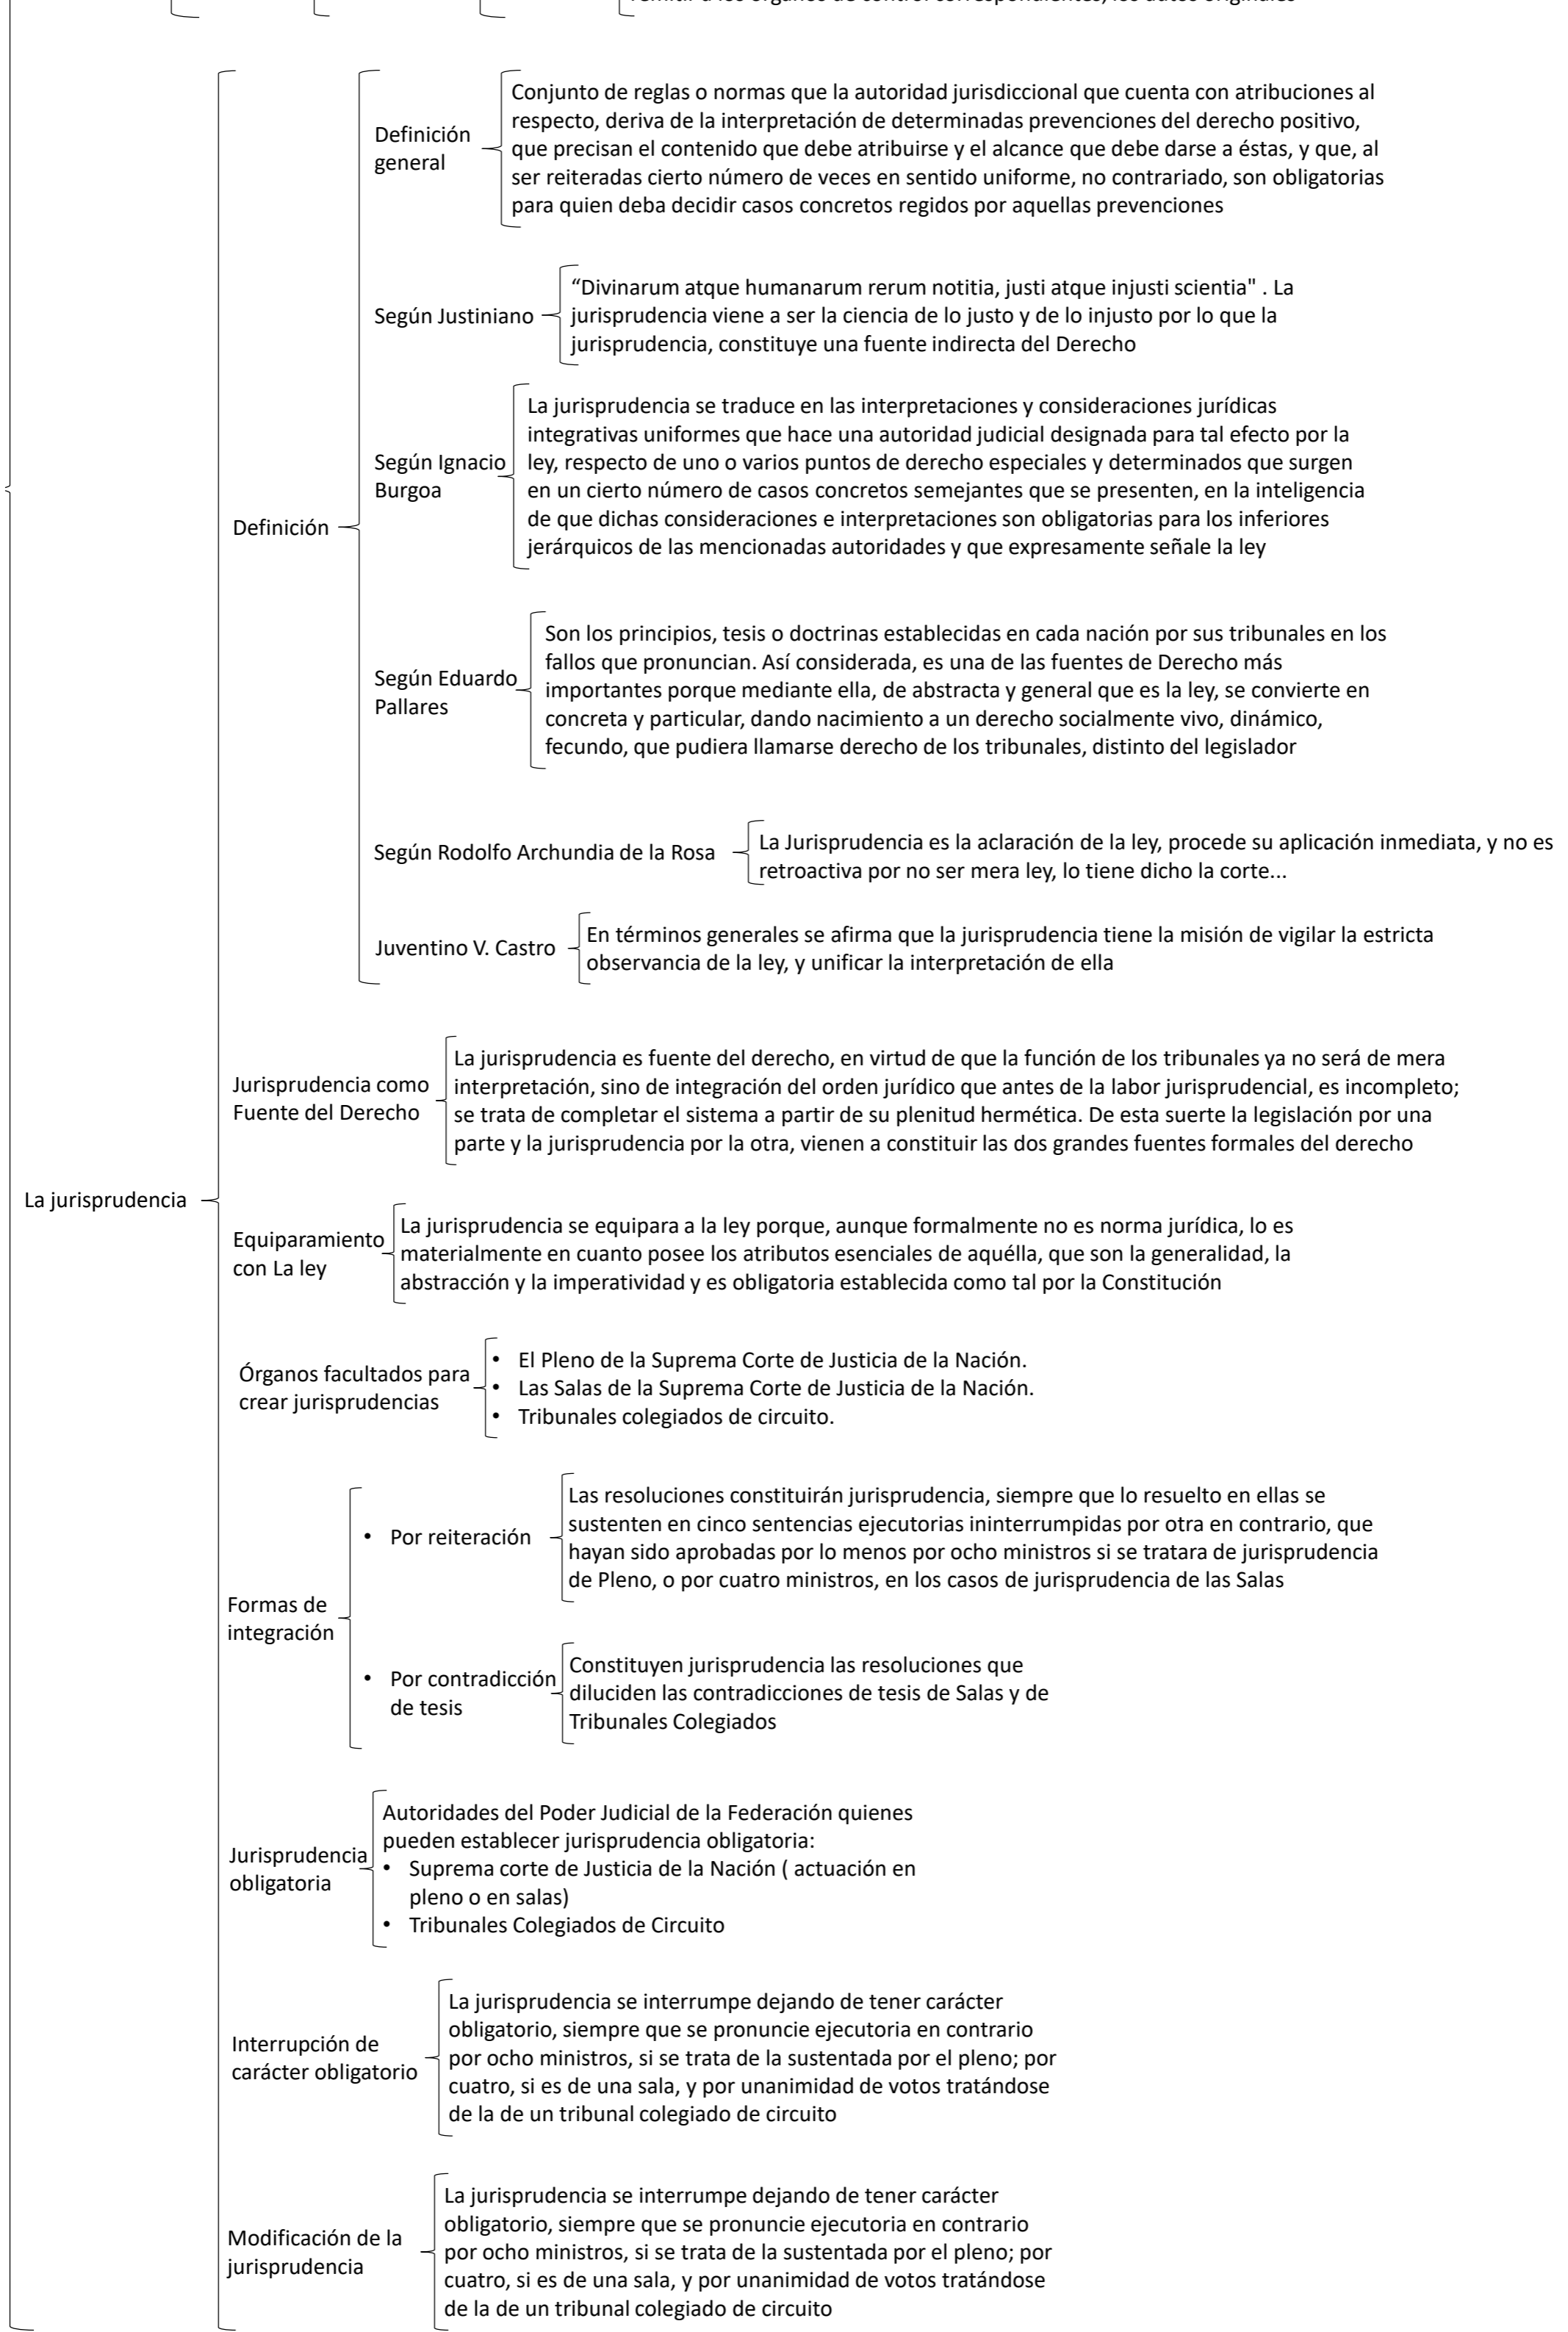 remitir a los órganos de control correspondientes, los autos originales
Definición
general
Conjunto de reglas o normas que la autoridad jurisdiccional que cuenta con atribuciones al
respecto, deriva de la interpretación de determinadas prevenciones del derecho positivo,
que precisan el contenido que debe atribuirse y el alcance que debe darse a éstas, y que, al
ser reiteradas cierto número de veces en sentido uniforme, no contrariado, son obligatorias
para quien deba decidir casos concretos regidos por aquellas prevenciones
Según Justiniano
“Divinarum atque humanarum rerum notitia, justi atque injusti scientia" . La
jurisprudencia viene a ser la ciencia de lo justo y de lo injusto por lo que la
jurisprudencia, constituye una fuente indirecta del Derecho
Según Ignacio
Burgoa
La jurisprudencia se traduce en las interpretaciones y consideraciones jurídicas
integrativas uniformes que hace una autoridad judicial designada para tal efecto por la
ley, respecto de uno o varios puntos de derecho especiales y determinados que surgen
en un cierto número de casos concretos semejantes que se presenten, en la inteligencia
de que dichas consideraciones e interpretaciones son obligatorias para los inferiores
jerárquicos de las mencionadas autoridades y que expresamente señale la ley
Definición
Según Eduardo
Pallares
Son los principios, tesis o doctrinas establecidas en cada nación por sus tribunales en los
fallos que pronuncian. Así considerada, es una de las fuentes de Derecho más
importantes porque mediante ella, de abstracta y general que es la ley, se convierte en
concreta y particular, dando nacimiento a un derecho socialmente vivo, dinámico,
fecundo, que pudiera llamarse derecho de los tribunales, distinto del legislador
Según Rodolfo Archundia de la Rosa
La Jurisprudencia es la aclaración de la ley, procede su aplicación inmediata, y no es
retroactiva por no ser mera ley, lo tiene dicho la corte...
Juventino V. Castro
En términos generales se afirma que la jurisprudencia tiene la misión de vigilar la estricta
observancia de la ley, y unificar la interpretación de ella
Jurisprudencia como
Fuente del Derecho
La jurisprudencia es fuente del derecho, en virtud de que la función de los tribunales ya no será de mera
interpretación, sino de integración del orden jurídico que antes de la labor jurisprudencial, es incompleto;
se trata de completar el sistema a partir de su plenitud hermética. De esta suerte la legislación por una
parte y la jurisprudencia por la otra, vienen a constituir las dos grandes fuentes formales del derecho
La jurisprudencia
Equiparamiento
con La ley
La jurisprudencia se equipara a la ley porque, aunque formalmente no es norma jurídica, lo es
materialmente en cuanto posee los atributos esenciales de aquélla, que son la generalidad, la
abstracción y la imperatividad y es obligatoria establecida como tal por la Constitución
Órganos facultados para
crear jurisprudencias
• El Pleno de la Suprema Corte de Justicia de la Nación.
• Las Salas de la Suprema Corte de Justicia de la Nación.
• Tribunales colegiados de circuito.
Formas de
integración
• Por reiteración
Las resoluciones constituirán jurisprudencia, siempre que lo resuelto en ellas se
sustenten en cinco sentencias ejecutorias ininterrumpidas por otra en contrario, que
hayan sido aprobadas por lo menos por ocho ministros si se tratara de jurisprudencia
de Pleno, o por cuatro ministros, en los casos de jurisprudencia de las Salas
• Por contradicción
de tesis
Constituyen jurisprudencia las resoluciones que
diluciden las contradicciones de tesis de Salas y de
Tribunales Colegiados
Jurisprudencia
obligatoria
Autoridades del Poder Judicial de la Federación quienes
pueden establecer jurisprudencia obligatoria:
• Suprema corte de Justicia de la Nación ( actuación en
pleno o en salas)
• Tribunales Colegiados de Circuito
Interrupción de
carácter obligatorio
La jurisprudencia se interrumpe dejando de tener carácter
obligatorio, siempre que se pronuncie ejecutoria en contrario
por ocho ministros, si se trata de la sustentada por el pleno; por
cuatro, si es de una sala, y por unanimidad de votos tratándose
de la de un tribunal colegiado de circuito
Modificación de la
jurisprudencia
La jurisprudencia se interrumpe dejando de tener carácter
obligatorio, siempre que se pronuncie ejecutoria en contrario
por ocho ministros, si se trata de la sustentada por el pleno; por
cuatro, si es de una sala, y por unanimidad de votos tratándose
de la de un tribunal colegiado de circuito